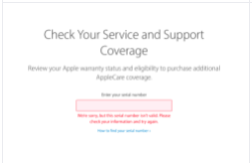 Check Your Service and Support
Coverage
Review your Apple warranty status and eligibility to purchase additional
AppleCare coverage.
Enter your serial number
We're sorry, but this serial number isn't valid. Please
check your information and try again.
How to find your serial number ›